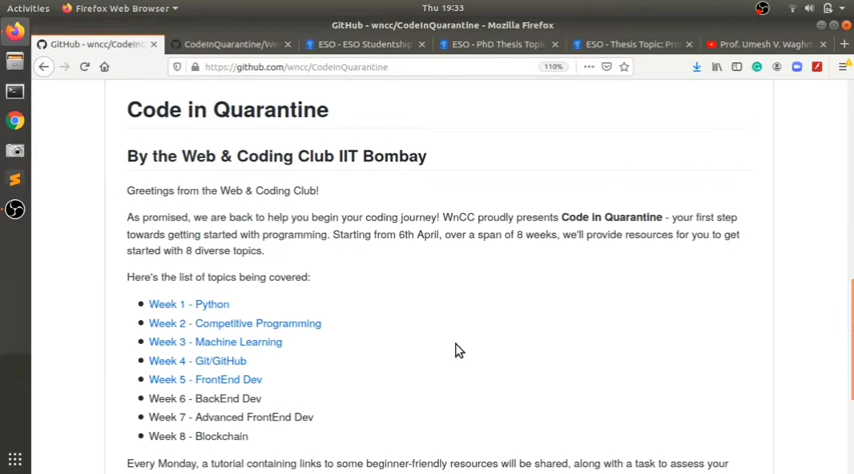 Activities Firefox Web Browser Thu 19:33
GitHub - wncc/CodeInQuarantine - Mozilla Firefox
GitHub - wncc/CodeInQ CodeInQuarantine/We ESO - ESO Studentship ESO - PhD Thesis Topic: ESO - Thesis Topic: Pro Prof. Umesh V. Waghm
https://github.com/wncc/CodeInQuarantine 110%
Code in Quarantine
By the Web & Coding Club IIT Bombay
Greetings from the Web & Coding Club!
As promised, we are back to help you begin your coding journey! WnCC proudly presents Code in Quarantine - your first step
towards getting started with programming. Starting from 6th April, over a span of 8 weeks, we'll provide resources for you to get
started with 8 diverse topics.
Here's the list of topics being covered:
Week 1 - Python
Week 2 - Competitive Programming
Week 3 - Machine Learning
Week 4 - Git/GitHub
Week 5 - FrontEnd Dev
Week 6 - BackEnd Dev
Week 7 - Advanced FrontEnd Dev
Week 8 - Blockchain
Every Monday, a tutorial containing links to some beginner-friendly resources will be shared, along with a task to assess your